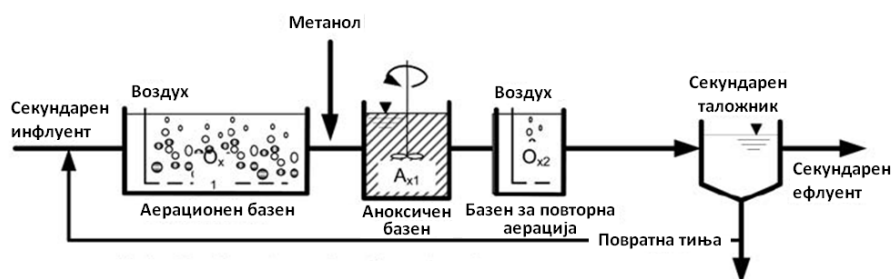 Метанол
Секундарен
инфлуент
Воздух
Ox
1
Аерационен базен
Ax1
Аноксичен
базен
Воздух
Ox2
Базен за повторна
аерација
Секундарен
таложник
Секундарен
ефлуент
Повратна тиња